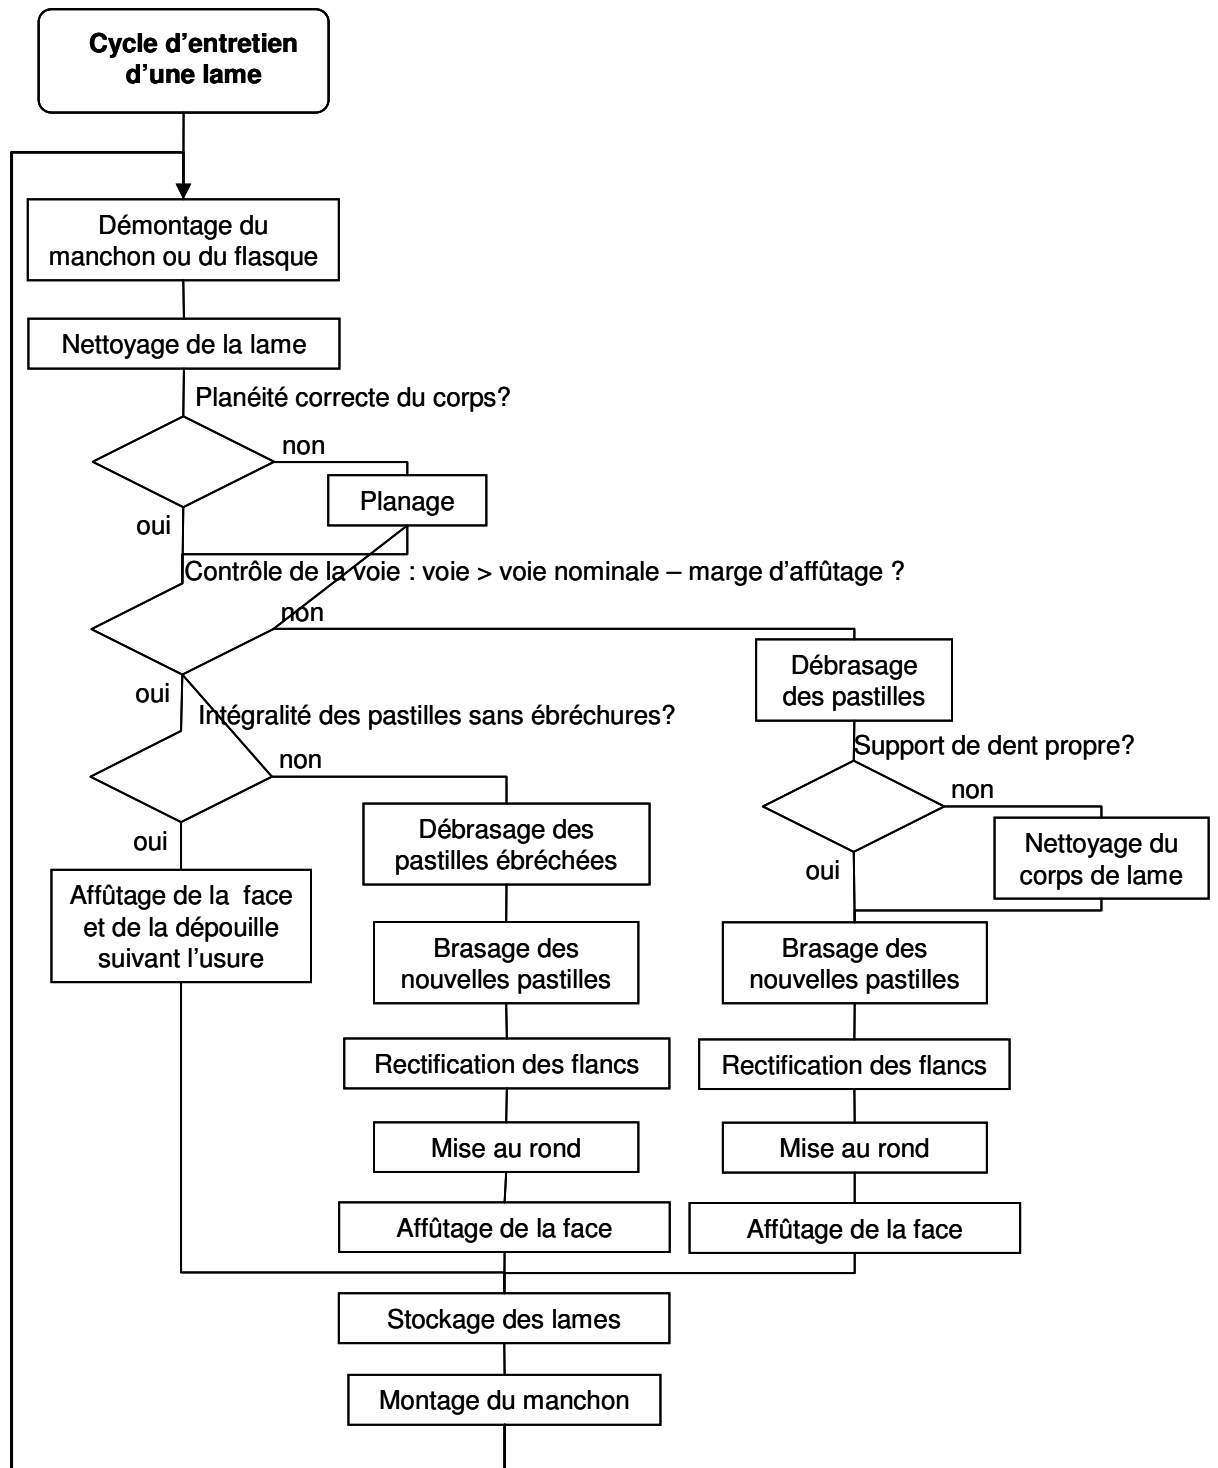 Cycle d'entretien
d'une lame
Démontage du
manchon ou du flasque
Nettoyage de la lame
Planéité correcte du corps?
non
Planage
oui
Contrôle de la voie : voie > voie nominale – marge d'affûtage ?
non
Débrasage
des pastilles
oui
Intégralité des pastilles sans ébréchures?
non
Support de dent propre?
non
Débrasage des
pastilles ébréchées
Nettoyage du
corps de lame
oui
oui
Affûtage de la face
et de la dépouille
suivant l'usure
Brasage des
nouvelles pastilles
Brasage des
nouvelles pastilles
Rectification des flancs
Rectification des flancs
Mise au rond
Mise au rond
Affûtage de la face
Affûtage de la face
Stockage des lames
Montage du manchon